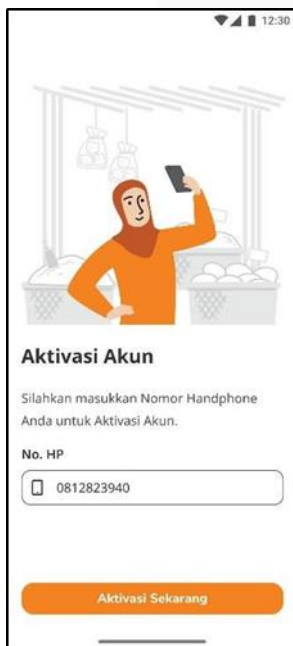 12:30
Aktivasi Akun
Silahkan masukkan Nomor Handphone
Anda untuk Aktivasi Akun.
No. HP
0812823940
Aktivasi Sekarang